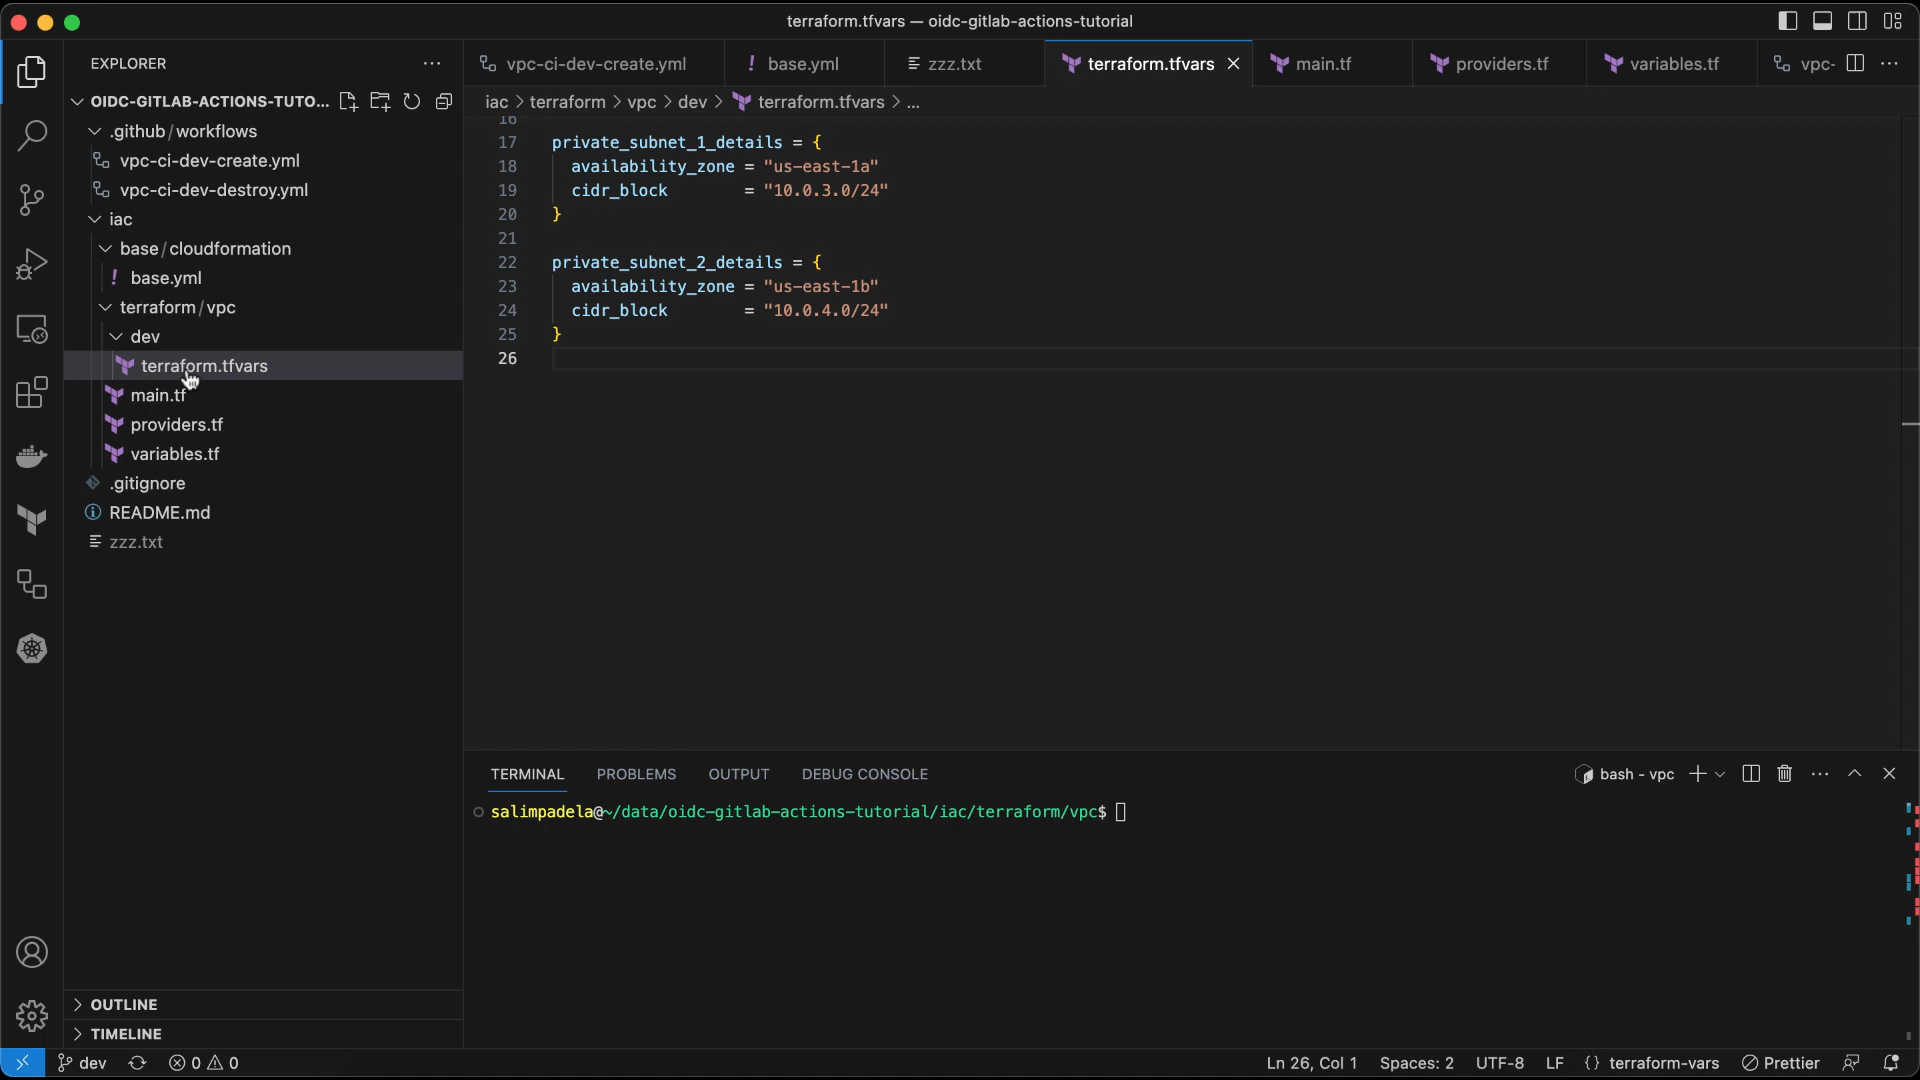 terraform.tfvars — oidc-gitlab-actions-tutorial
EXPLORER
OIDC-GITLAB-ACTIONS-TUTO...
.github/workflows
vpc-ci-dev-create.yml
vpc-ci-dev-destroy.yml
iac
base/cloudformation
! base.yml
terraform/vpc
dev
terraform.tfvars
main.tf
providers.tf
variables.tf
.gitignore
README.md
zzz.txt
OUTLINE
TIMELINE
vpc-ci-dev-create.yml ! base.yml zzz.txt terraform.tfvars main.tf providers.tf variables.tf vpc-
iac > terraform > vpc > dev > terraform.tfvars > ...
16
17 private_subnet_1_details = {
18 availability_zone = "us-east-1a"
19 cidr_block = "10.0.3.0/24"
20 }
21
22 private_subnet_2_details = {
23 availability_zone = "us-east-1b"
24 cidr_block = "10.0.4.0/24"
25 }
26
TERMINAL PROBLEMS OUTPUT DEBUG CONSOLE bash - vpc
salimpadela@~/data/oidc-gitlab-actions-tutorial/iac/terraform/vpc$
dev 0 0 Ln 26, Col 1 Spaces: 2 UTF-8 LF {} terraform-vars Prettier